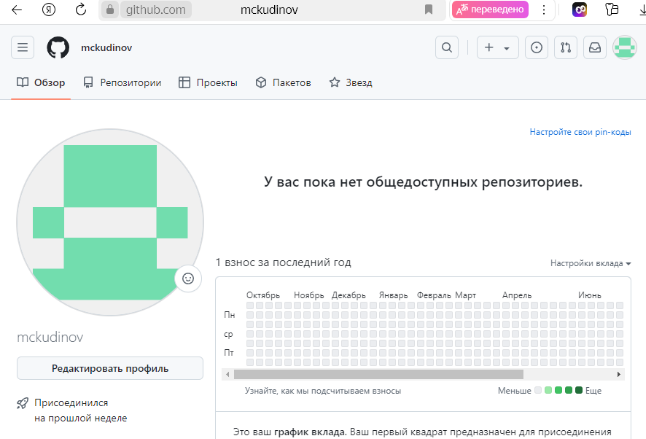 github.com
mckudinov
переведено
mckudinov
Обзор
Репозитории
Проекты
Пакетов
Звезд
Настройте свои pin-коды
У вас пока нет общедоступных репозиториев.
1 взнос за последний год
Настройки вклада
Октябрь Ноябрь Декабрь Январь Февраль Март Апрель Июнь
Пн
ср
Пт
Узнайте, как мы подсчитываем взносы
Меньше Еще
mckudinov
Редактировать профиль
Присоединился
на прошлой неделе
Это ваш график вклада. Ваш первый квадрат предназначен для присоединения